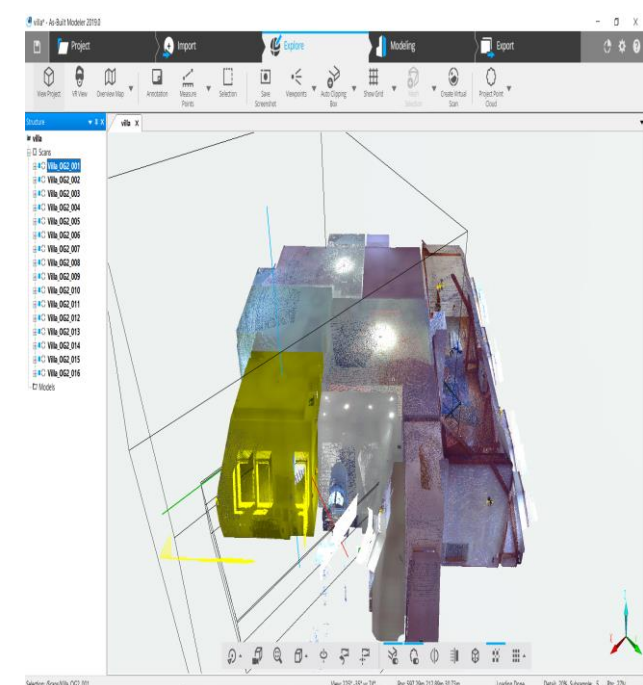 villa* - As-Built Modeler 2019.0
Project
Import
Explore
Modeling
Export
View Project
VR View
Overview Map
Annotation
Measure Points
Selection
Save Screenshot
Viewpoints
Auto Clipping Box
Show Grid
Create Virtual Scan
Project Point Cloud
Structure
villa X
villa
Scans
Villa_OG2_001
Villa_OG2_002
Villa_OG2_003
Villa_OG2_004
Villa_OG2_005
Villa_OG2_006
Villa_OG2_007
Villa_OG2_008
Villa_OG2_009
Villa_OG2_010
Villa_OG2_011
Villa_OG2_012
Villa_OG2_013
Villa_OG2_014
Villa_OG2_015
Villa_OG2_016
Models